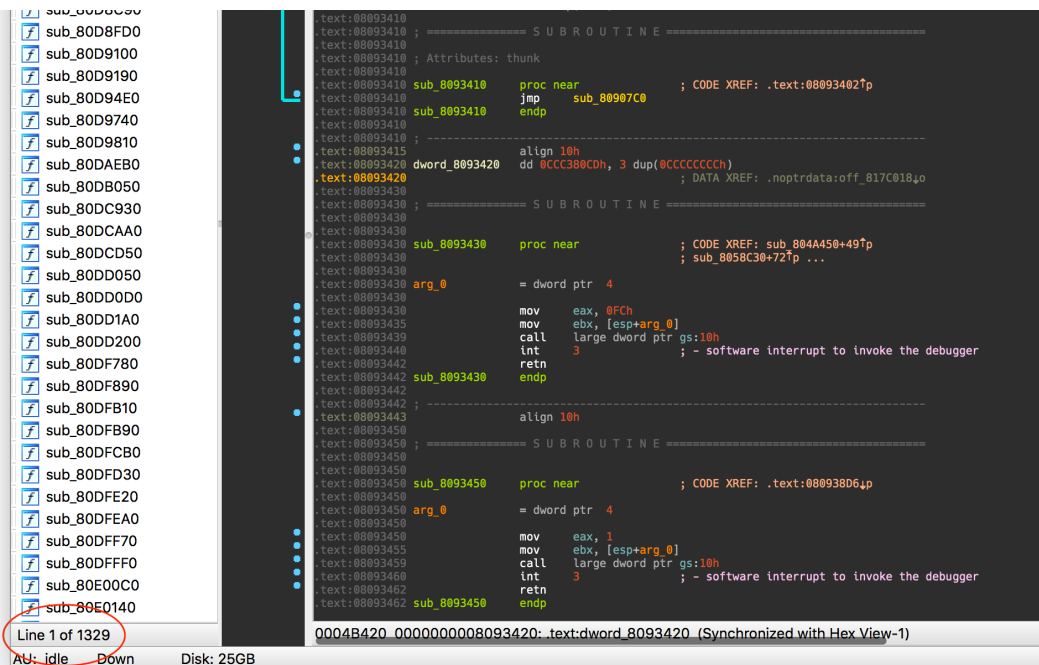 sub_80D8C90
sub_80D8FD0
sub_80D9100
sub_80D9190
sub_80D94E0
sub_80D9740
sub_80D9810
sub_80DAEB0
sub_80DB050
sub_80DC930
sub_80DCAA0
sub_80DCD50
sub_80DD050
sub_80DD0D0
sub_80DD1A0
sub_80DD200
sub_80DF780
sub_80DF890
sub_80DFB10
sub_80DFB90
sub_80DFCB0
sub_80DFD30
sub_80DFE20
sub_80DFEA0
sub_80DFF70
sub_80DFFF0
sub_80E00C0
sub_80E0140
Line 1 of 1329
.text:08093410
.text:08093410 ; =============== S U B R O U T I N E =======================================
.text:08093410
.text:08093410 ; Attributes: thunk
.text:08093410
.text:08093410 sub_8093410 proc near ; CODE XREF: .text:08093402↑p
.text:08093410 jmp sub_80907C0
.text:08093410 sub_8093410 endp
.text:08093410
.text:08093410 ; ---------------------------------------------------------------------------
.text:08093415 align 10h
.text:08093420 dword_8093420 dd 0CCC380CDh, 3 dup(0CCCCCCCCh)
.text:08093420 ; DATA XREF: .noptrdata:off_817C018↓o
.text:08093430
.text:08093430 ; =============== S U B R O U T I N E =======================================
.text:08093430
.text:08093430
.text:08093430 sub_8093430 proc near ; CODE XREF: sub_804A450+49↑p
.text:08093430 ; sub_8058C30+72↑p ...
.text:08093430
.text:08093430 arg_0 = dword ptr 4
.text:08093430
.text:08093430 mov eax, 0FCh
.text:08093435 mov ebx, [esp+arg_0]
.text:08093439 call large dword ptr gs:10h
.text:08093440 int 3 ; - software interrupt to invoke the debugger
.text:08093442 retn
.text:08093442 sub_8093430 endp
.text:08093442
.text:08093442 ; ---------------------------------------------------------------------------
.text:08093443 align 10h
.text:08093450
.text:08093450 ; =============== S U B R O U T I N E =======================================
.text:08093450
.text:08093450
.text:08093450 sub_8093450 proc near ; CODE XREF: .text:080938D6↓p
.text:08093450
.text:08093450 arg_0 = dword ptr 4
.text:08093450
.text:08093450 mov eax, 1
.text:08093455 mov ebx, [esp+arg_0]
.text:08093459 call large dword ptr gs:10h
.text:08093460 int 3 ; - software interrupt to invoke the debugger
.text:08093462 retn
.text:08093462 sub_8093450 endp
0004B420 0000000008093420: .text:dword_8093420 (Synchronized with Hex View-1)
AU: idle Down Disk: 25GB